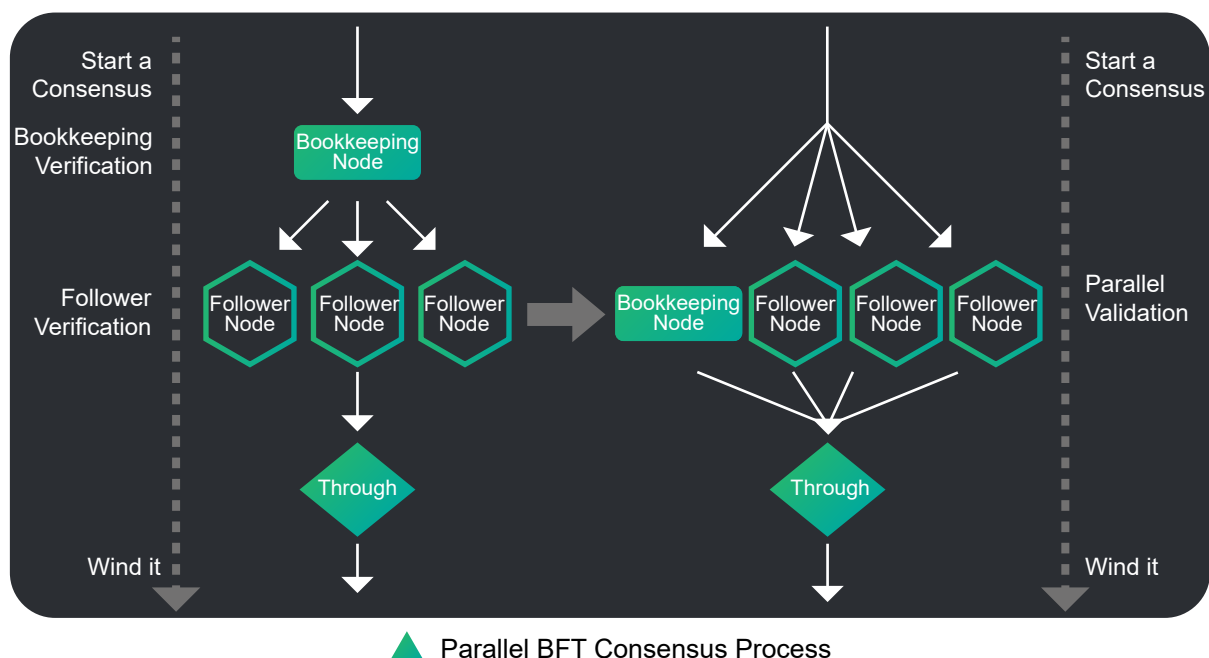 Start a
Consensus
Bookkeeping
Verification
Bookkeeping
Node
Follower
Verification
Follower
Node
Follower
Node
Follower
Node
Through
Wind it
Start a
Consensus
Bookkeeping
Node
Follower
Node
Follower
Node
Follower
Node
Parallel
Validation
Through
Wind it
Parallel BFT Consensus Process